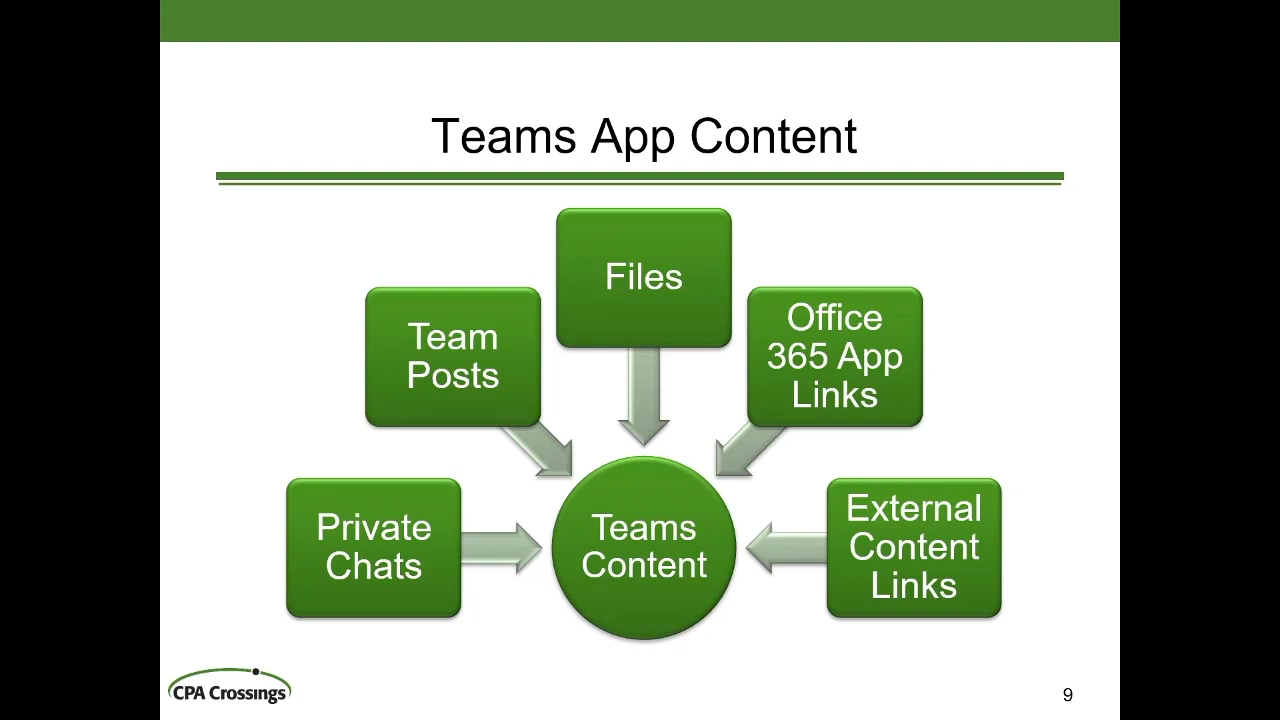 Teams App Content
Files
Team
Posts
Office
365 App
Links
Private
Chats
Teams
Content
External
Content
Links
CPA Crossings
9